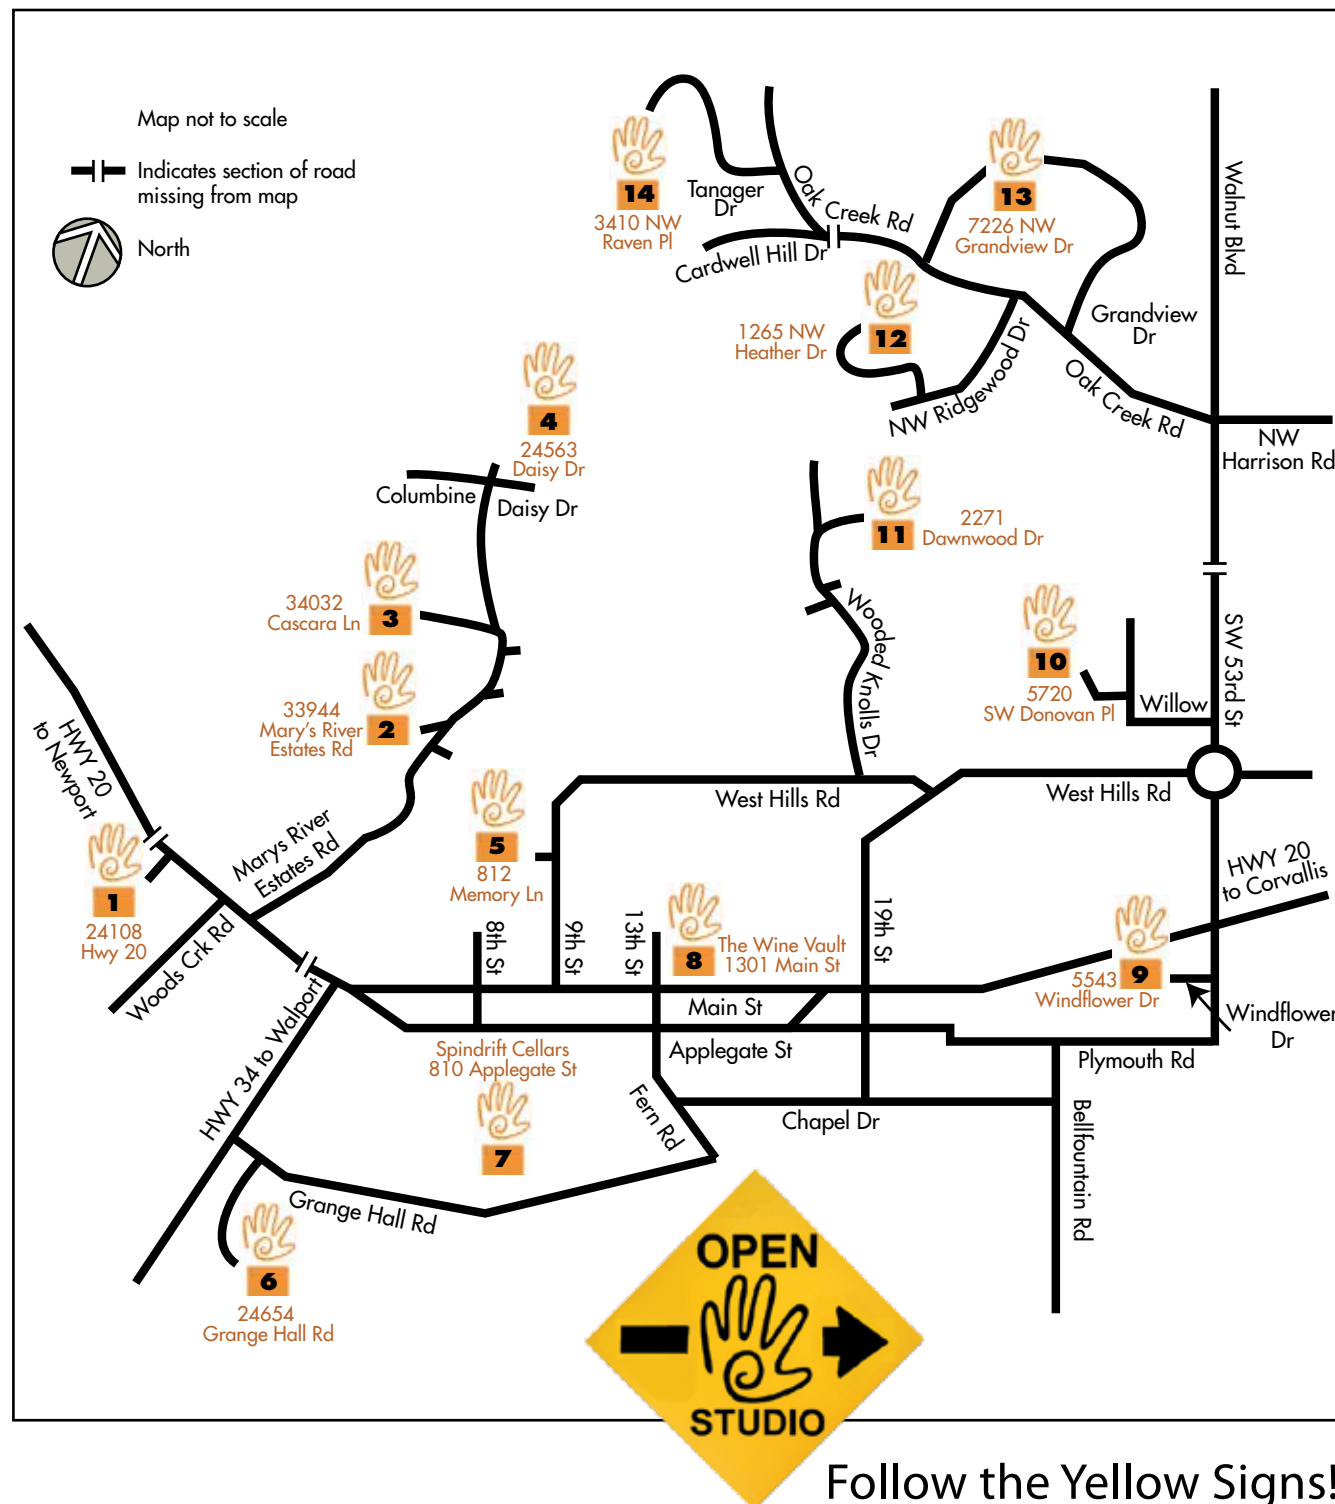 Map not to scale
Indicates section of road
missing from map
North
14
3410 NW
Raven Pl
Tanager
Dr
Oak Creek Rd
Cardwell Hill Dr
13
7226 NW
Grandview Dr
Walnut Blvd
12
1265 NW
Heather Dr
NW Ridgewood Dr
Grandview
Dr
Oak Creek Rd
NW
Harrison Rd
4
24563
Daisy Dr
Columbine
Daisy Dr
11
2271
Dawnwood Dr
3
34032
Cascara Ln
Wooded Knolls Dr
10
5720
SW Donovan Pl
Willow
SW 53rd St
2
33944
Mary's River
Estates Rd
HWY 20
to Newport
West Hills Rd
West Hills Rd
1
24108
Hwy 20
Marys River
Estates Rd
5
812
Memory Ln
HWY 20
to Corvallis
Woods Crk Rd
8th St
9th St
13th St
8
The Wine Vault
1301 Main St
19th St
9
5543
Windflower Dr
Windflower
Dr
Main St
HWY 34 to Walport
Spindrift Cellars
810 Applegate St
Applegate St
Plymouth Rd
7
Fern Rd
Chapel Dr
Bellfountain Rd
Grange Hall Rd
6
24654
Grange Hall Rd
OPEN
STUDIO
Follow the Yellow Signs!